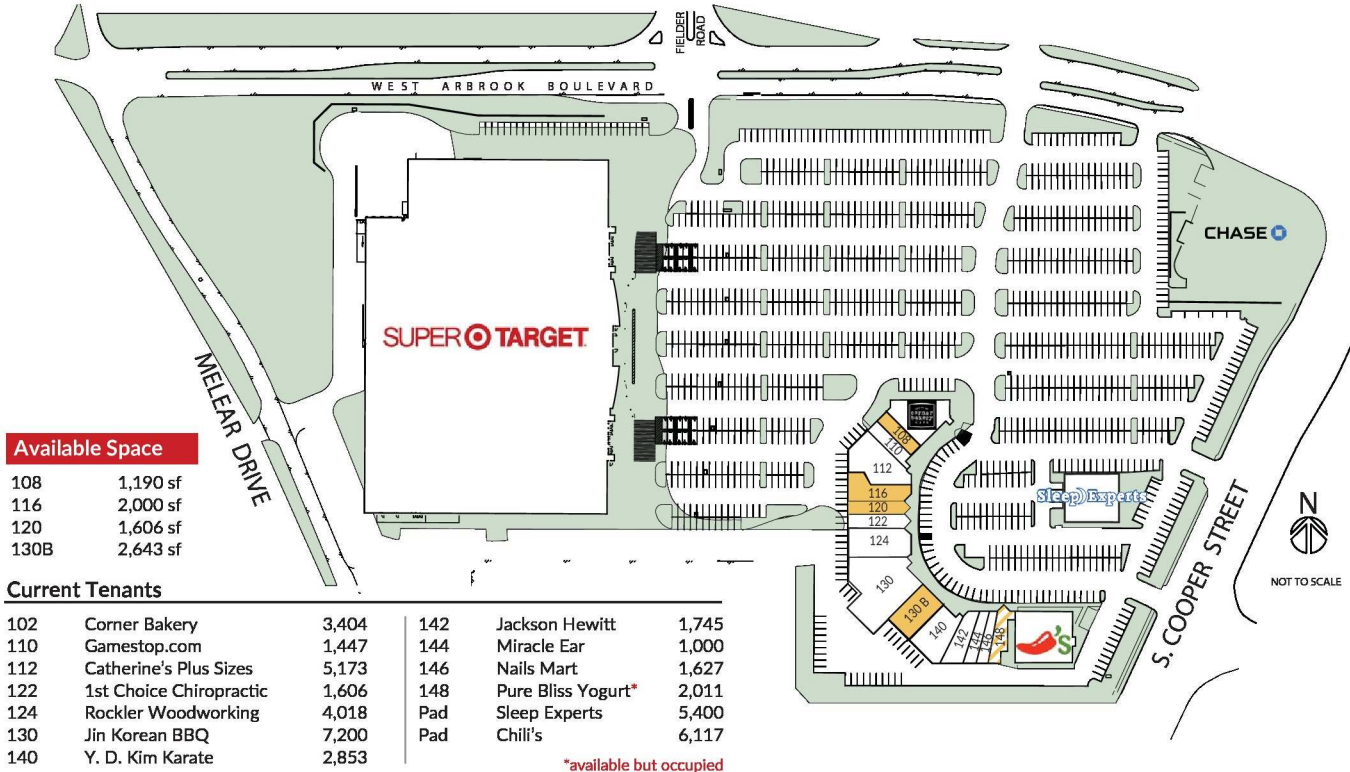 FIELDER
ROAD
WEST ARBROOK BOULEVARD
CHASE
SUPER TARGET
MELEAR DRIVE
corner
bakery
108
110
112
116
120
122
124
130
130 B
140
142
144
146
148
'S
Sleep Experts
S. COOPER STREET
N
NOT TO SCALE
Available Space
108 1,190 sf
116 2,000 sf
120 1,606 sf
130B 2,643 sf
Current Tenants
102 Corner Bakery 3,404
110 Gamestop.com 1,447
112 Catherine's Plus Sizes 5,173
122 1st Choice Chiropractic 1,606
124 Rockler Woodworking 4,018
130 Jin Korean BBQ 7,200
140 Y. D. Kim Karate 2,853
142 Jackson Hewitt 1,745
144 Miracle Ear 1,000
146 Nails Mart 1,627
148 Pure Bliss Yogurt* 2,011
Pad Sleep Experts 5,400
Pad Chili's 6,117
*available but occupied